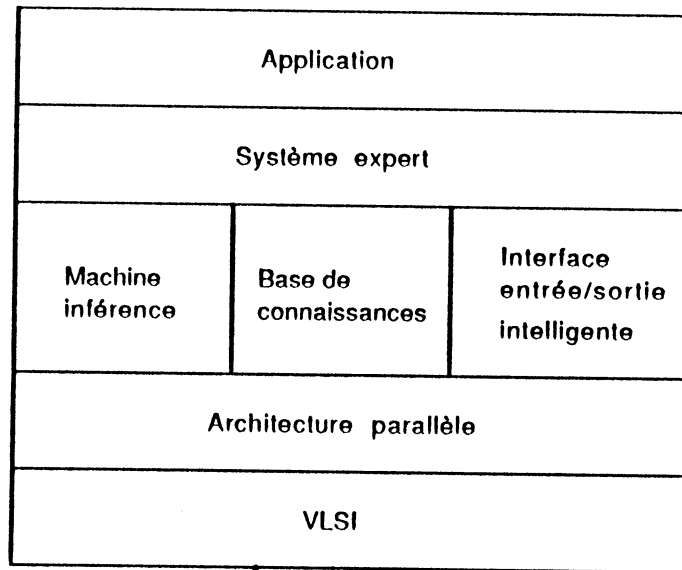 Application
Système expert
Machine
inférence
Base de
connaissances
Interface
entrée/sortie
intelligente
Architecture parallèle
VLSI